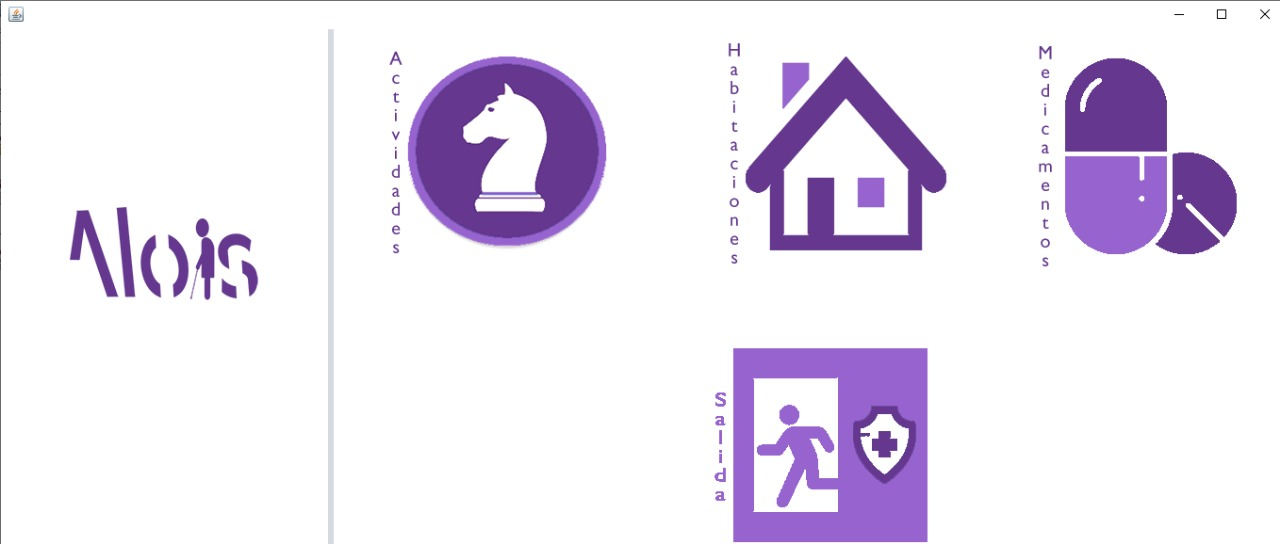 Alois
Actividades
Habitaciones
Medicamentos
Salida